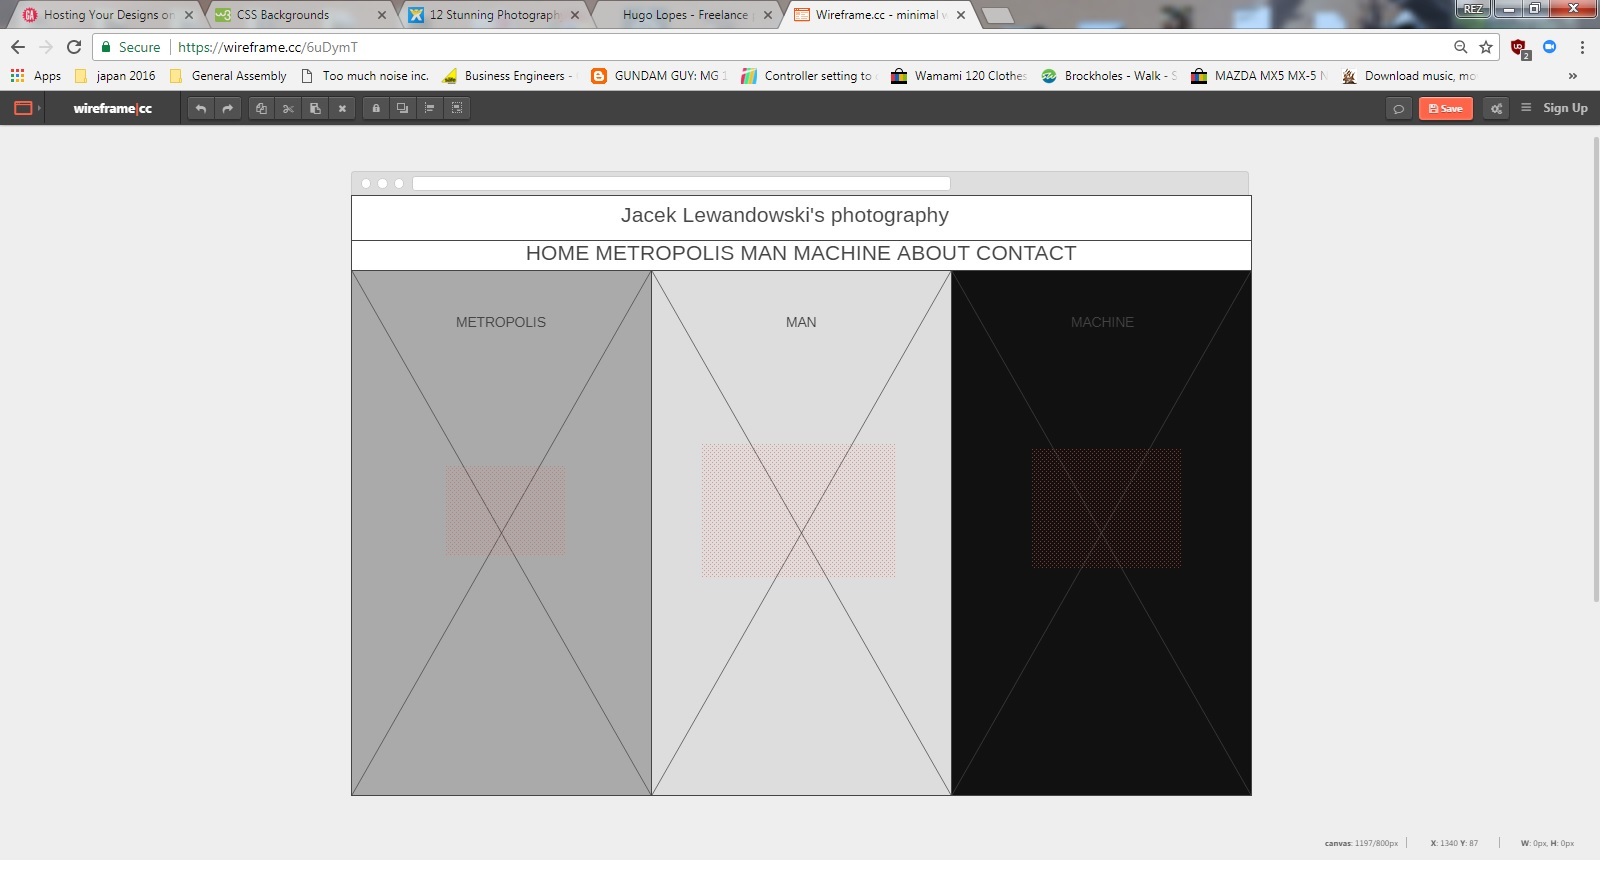 Hosting Your Designs on
CSS Backgrounds
12 Stunning Photography
Hugo Lopes - Freelance
Wireframe.cc - minimal w
REZ
Secure
https://wireframe.cc/6uDymT
2
Apps
japan 2016
General Assembly
Too much noise inc.
Business Engineers -
GUNDAM GUY: MG 1
Controller setting to
Wamami 120 Clothes
Brockholes - Walk - S
MAZDA MX5 MX-5 N
Download music, mo
»
wireframe|cc
Save
Sign Up
Jacek Lewandowski's photography
HOME METROPOLIS MAN MACHINE ABOUT CONTACT
METROPOLIS
MAN
MACHINE
canvas: 1197/800px
X: 1340 Y: 87
W: 0px, H: 0px